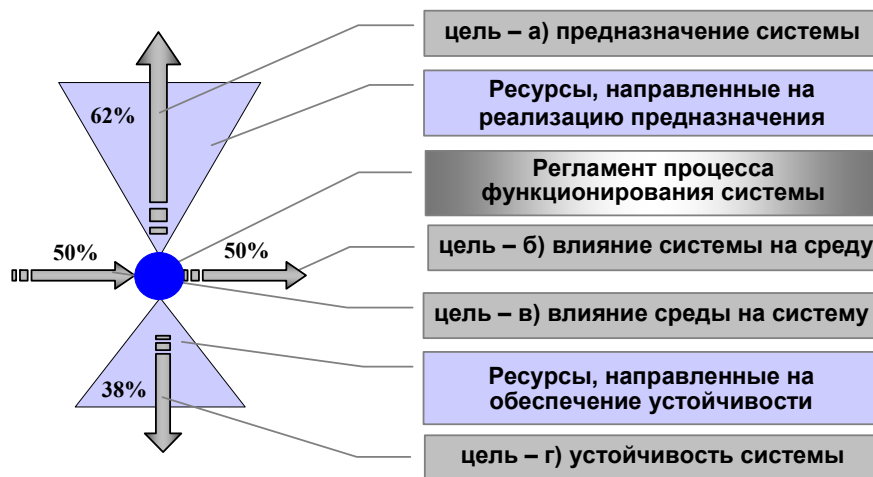 цель – а) предназначение системы
62%
Ресурсы, направленные на
реализацию предназначения
Регламент процесса
функционирования системы
50%
50%
цель – б) влияние системы на среду
цель – в) влияние среды на систему
38%
Ресурсы, направленные на
обеспечение устойчивости
цель – г) устойчивость системы